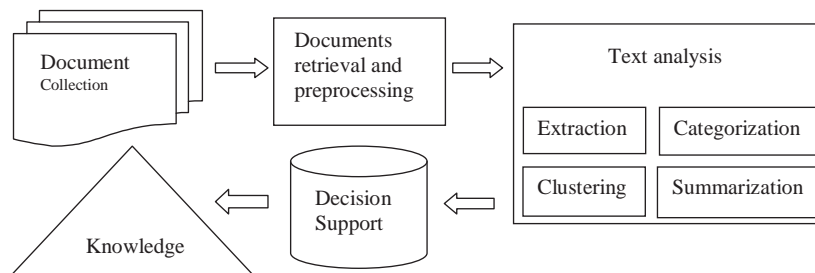 Document
Collection
Documents
retrieval and
preprocessing
Text analysis
Extraction
Categorization
Clustering
Summarization
Decision
Support
Knowledge